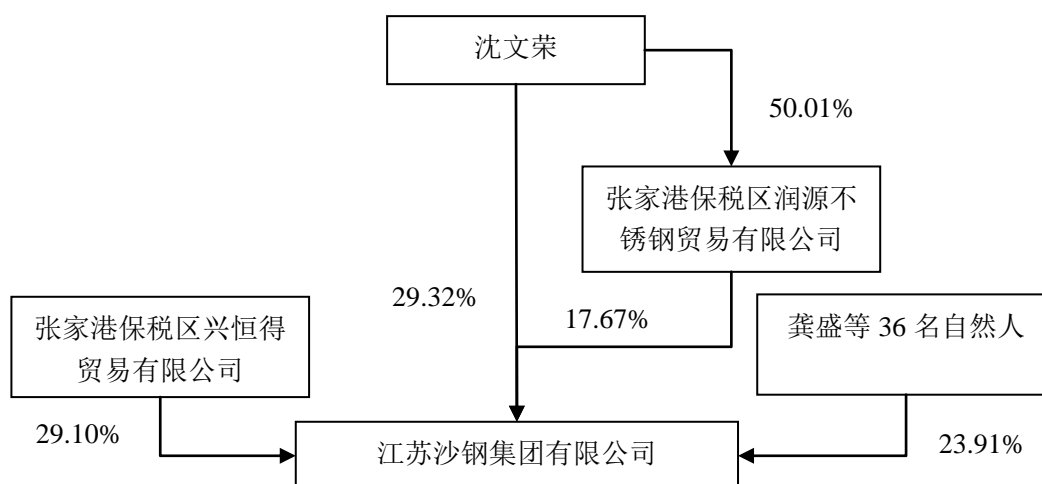 沈文荣
50.01%
张家港保税区润源不
锈钢贸易有限公司
29.32%
17.67%
张家港保税区兴恒得
贸易有限公司
龚盛等 36 名自然人
29.10%
江苏沙钢集团有限公司
23.91%